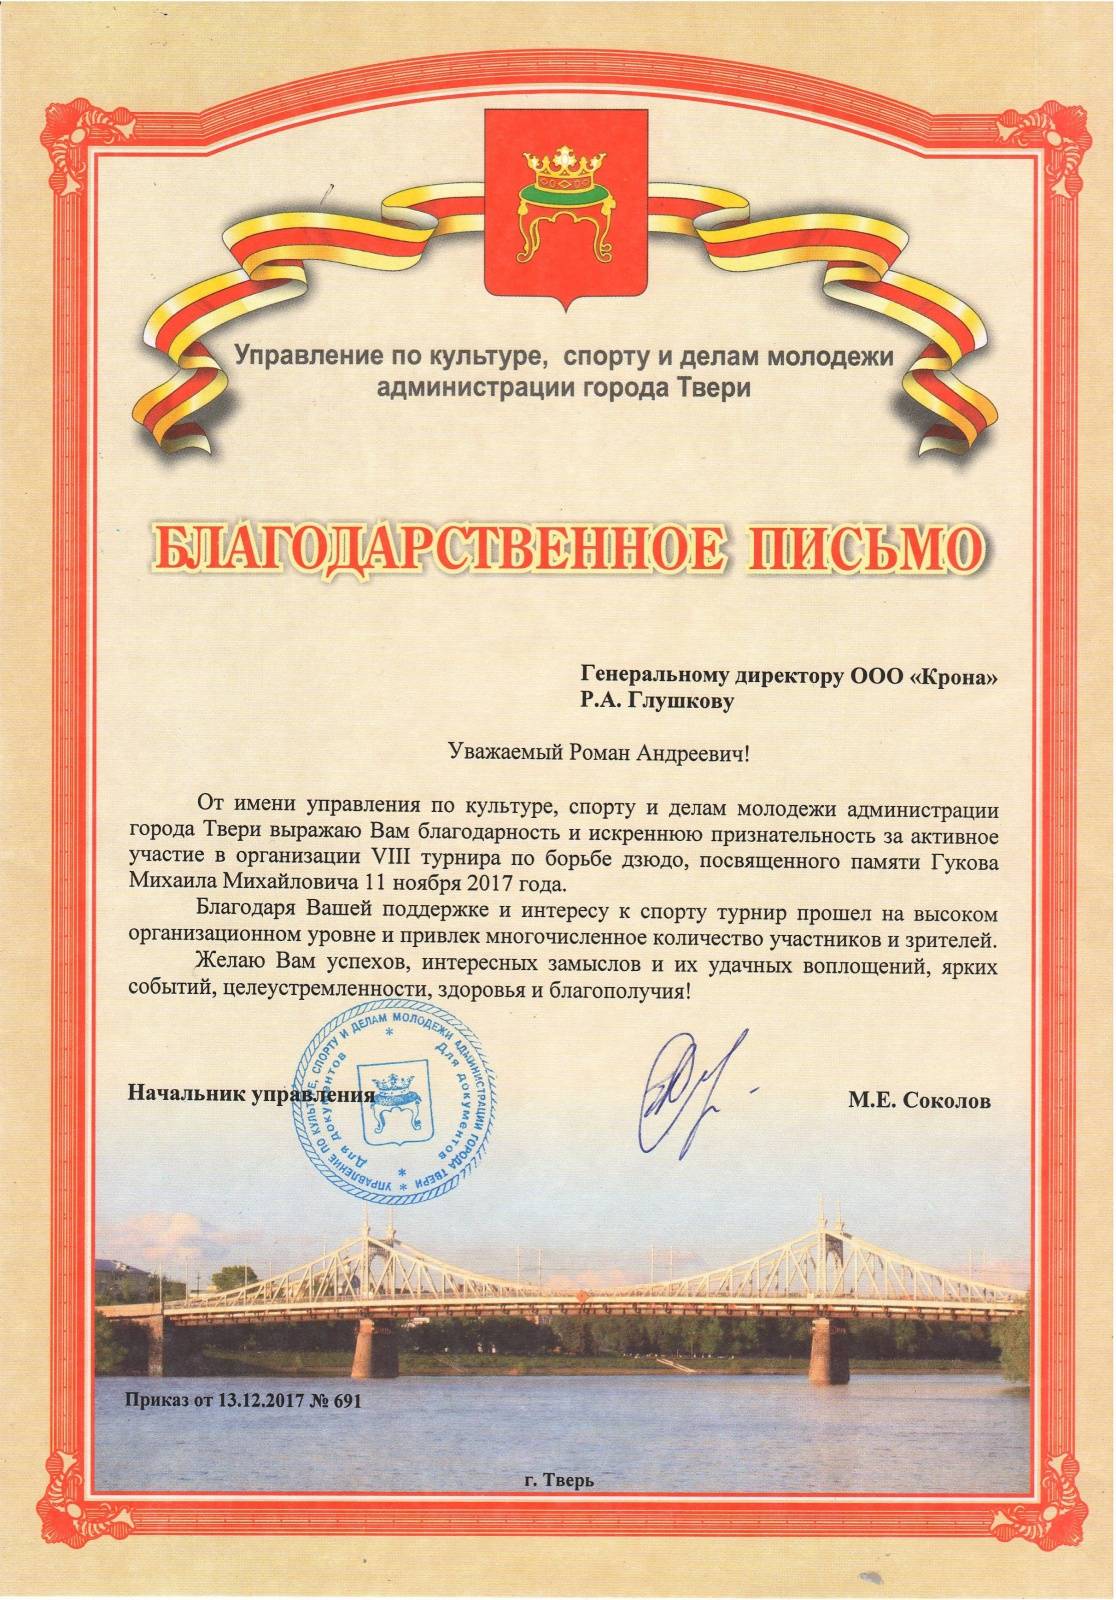 Управление по культуре, спорту и делам молодежи
администрации города Твери
БЛАГОДАРСТВЕННОЕ ПИСЬМО
Генеральному директору ООО «Крона»
Р.А. Глушкову
Уважаемый Роман Андреевич!
От имени управления по культуре, спорту и делам молодежи администрации
города Твери выражаю Вам благодарность и искреннюю признательность за активное
участие в организации VIII турнира по борьбе дзюдо, посвященного памяти Гукова
Михаила Михайловича 11 ноября 2017 года.
Благодаря Вашей поддержке и интересу к спорту турнир прошел на высоком
организационном уровне и привлек многочисленное количество участников и зрителей.
Желаю Вам успехов, интересных замыслов и их удачных воплощений, ярких
событий, целеустремленности, здоровья и благополучия!
Начальник управления
М.Е. Соколов
* УПРАВЛЕНИЕ ПО КУЛЬТУРЕ, СПОРТУ И ДЕЛАМ МОЛОДЕЖИ АДМИНИСТРАЦИИ ГОРОДА ТВЕРИ
* Для документов * Для документов
Приказ от 13.12.2017 № 691
г. Тверь